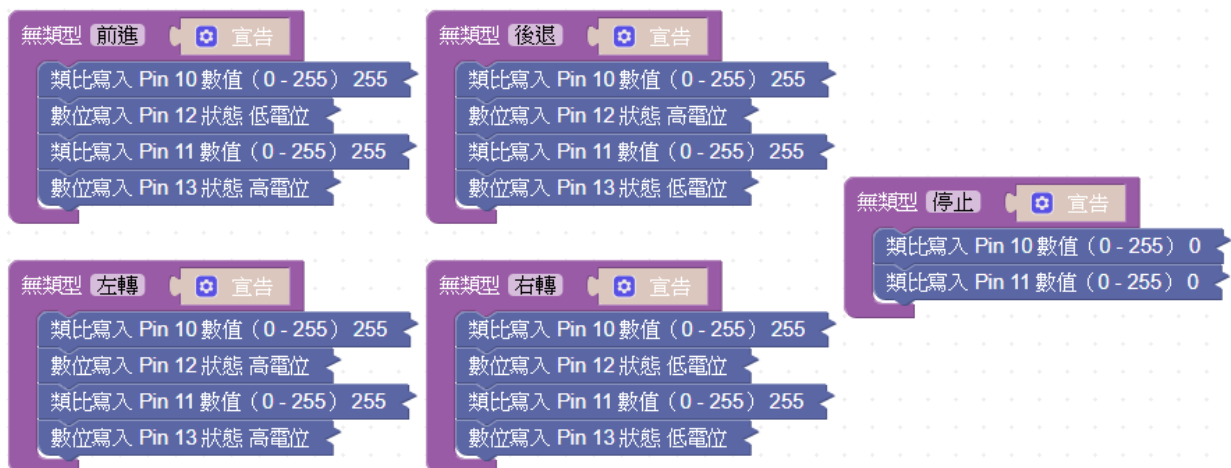 無類型 前進 宣告
類比寫入 Pin 10 數值（0 - 255） 255
數位寫入 Pin 12 狀態 低電位
類比寫入 Pin 11 數值（0 - 255） 255
數位寫入 Pin 13 狀態 高電位
無類型 後退 宣告
類比寫入 Pin 10 數值（0 - 255） 255
數位寫入 Pin 12 狀態 高電位
類比寫入 Pin 11 數值（0 - 255） 255
數位寫入 Pin 13 狀態 低電位
無類型 停止 宣告
類比寫入 Pin 10 數值（0 - 255） 0
類比寫入 Pin 11 數值（0 - 255） 0
無類型 左轉 宣告
類比寫入 Pin 10 數值（0 - 255） 255
數位寫入 Pin 12 狀態 高電位
類比寫入 Pin 11 數值（0 - 255） 255
數位寫入 Pin 13 狀態 高電位
無類型 右轉 宣告
類比寫入 Pin 10 數值（0 - 255） 255
數位寫入 Pin 12 狀態 低電位
類比寫入 Pin 11 數值（0 - 255） 255
數位寫入 Pin 13 狀態 低電位